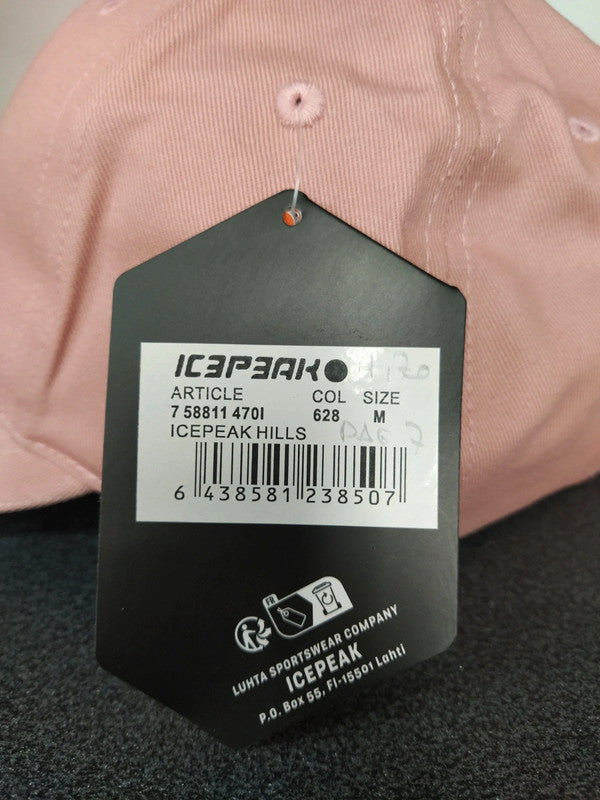 ICEPEAK
ARTICLE COL SIZE
7 58811 470I 628 M
ICEPEAK HILLS
6 438581 238507
FR
LUHTA SPORTSWEAR COMPANY
ICEPEAK
P.O. Box 55, FI-15501 Lahti